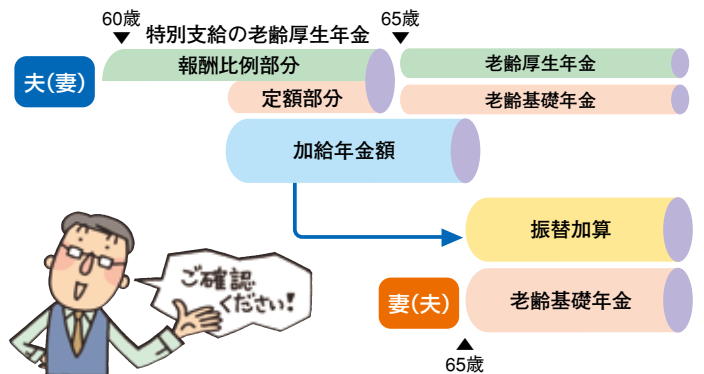 60歳
特別支給の老齢厚生年金
65歳
夫(妻)
報酬比例部分
老齢厚生年金
定額部分
老齢基礎年金
加給年金額
振替加算
ご確認
ください!
妻(夫)
老齢基礎年金
65歳